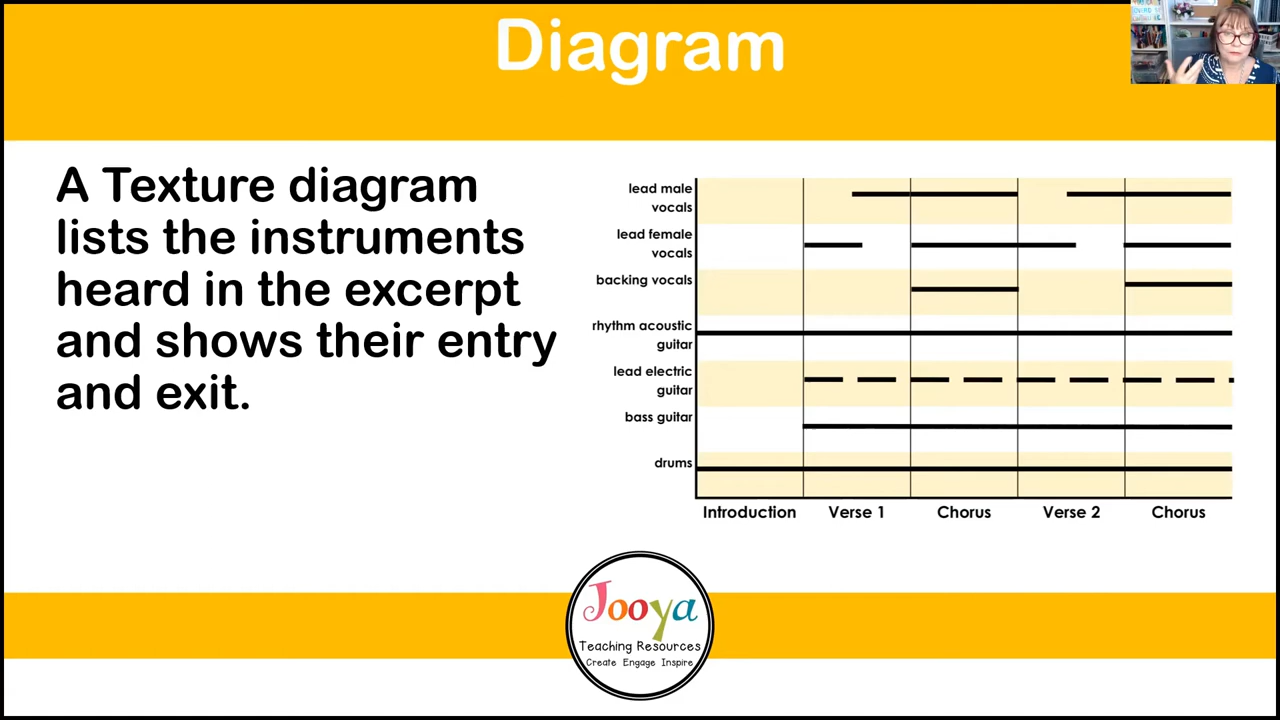 Diagram
A Texture diagram
lists the instruments
heard in the excerpt
and shows their entry
and exit.
lead male
vocals
lead female
vocals
backing vocals
rhythm acoustic
guitar
lead electric
guitar
bass guitar
drums
Introduction Verse 1 Chorus Verse 2 Chorus
Jooya
Teaching Resources
Create Engage Inspire